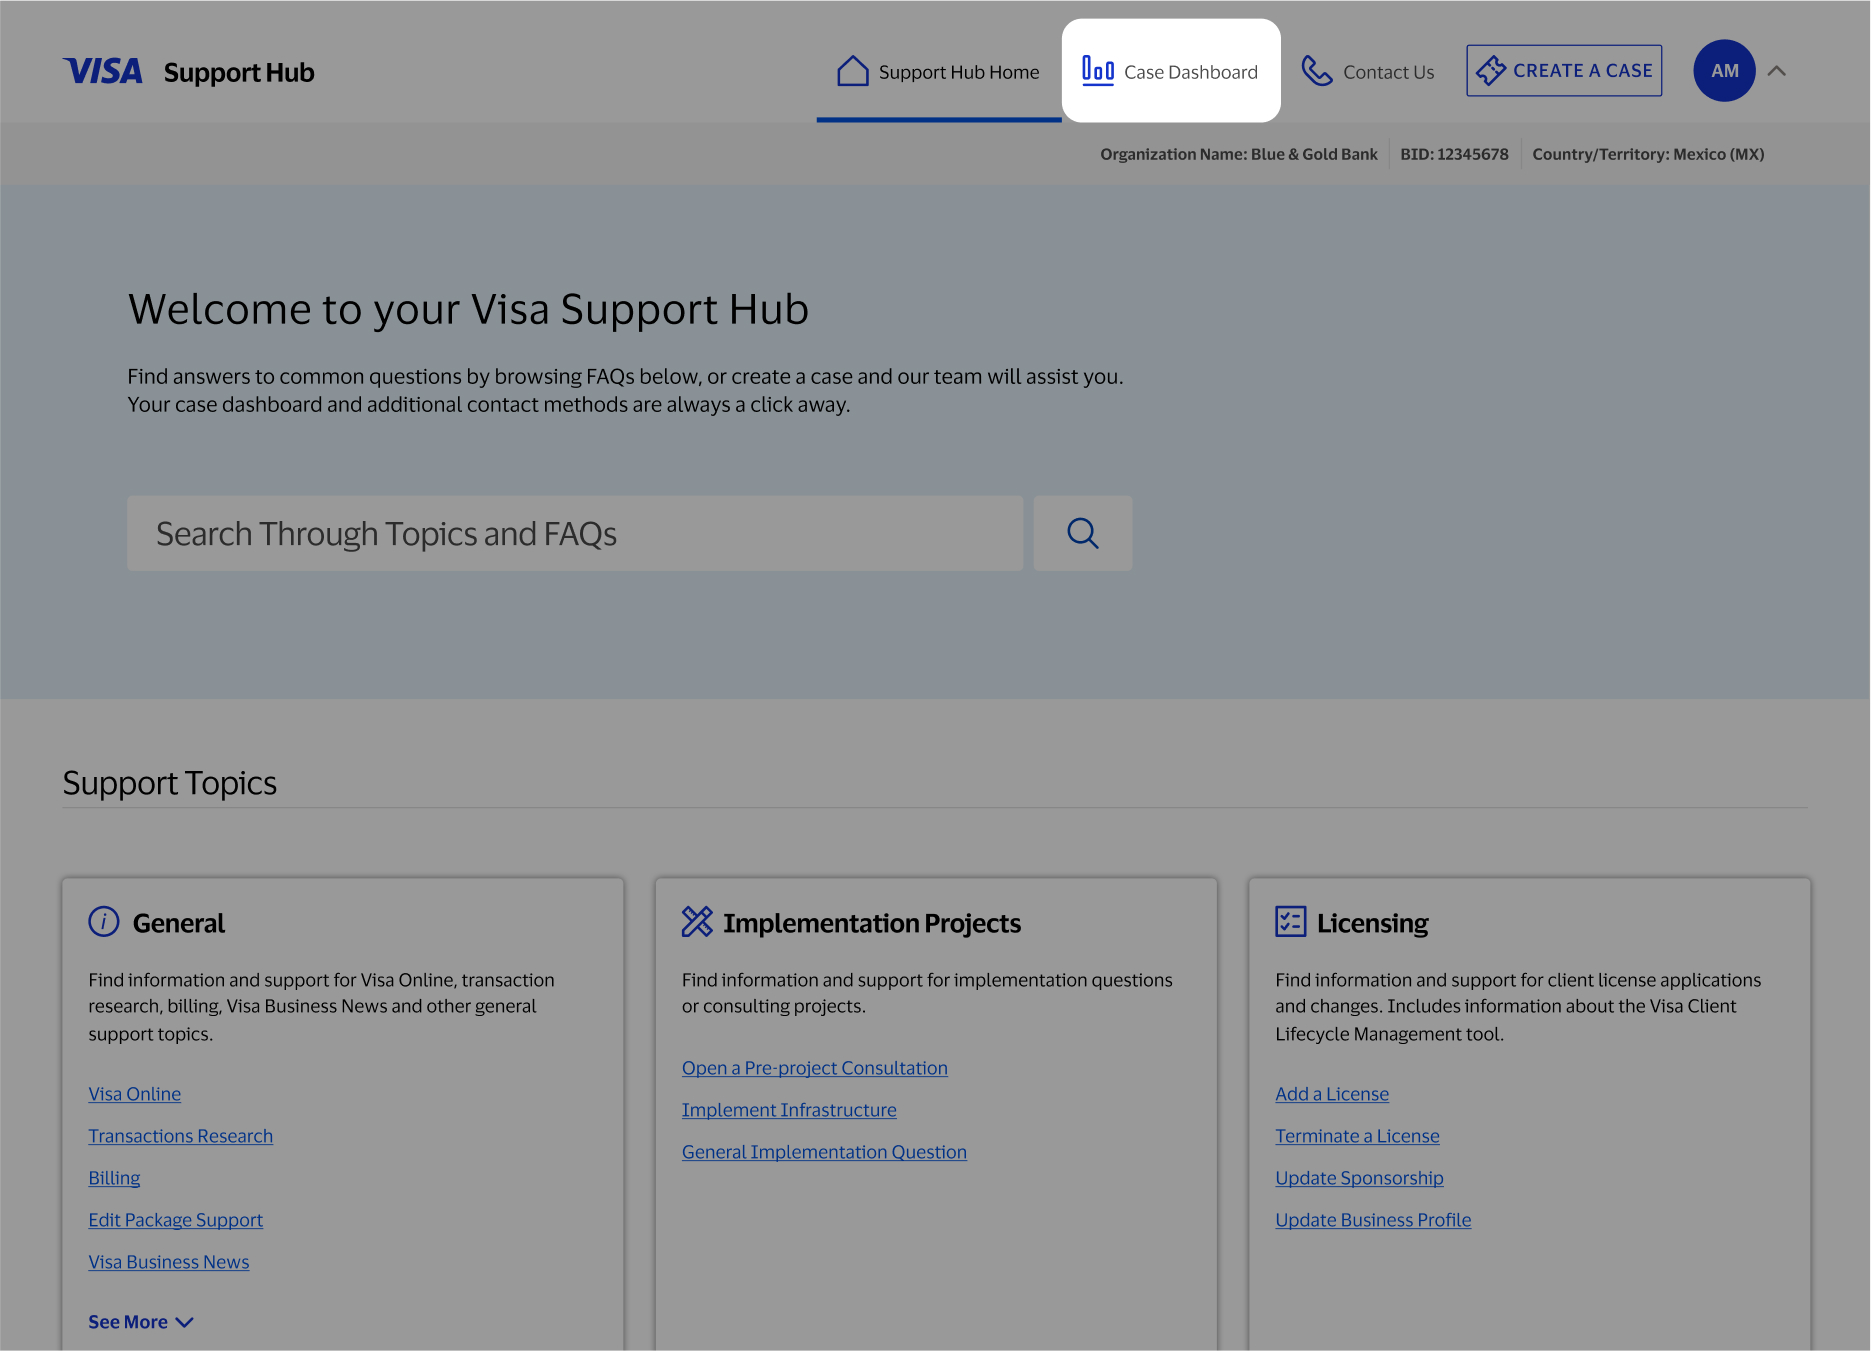 VISA Support Hub
Support Hub Home
Case Dashboard
Contact Us
CREATE A CASE
AM
Organization Name: Blue & Gold Bank
BID: 12345678
Country/Territory: Mexico (MX)
Welcome to your Visa Support Hub
Find answers to common questions by browsing FAQs below, or create a case and our team will assist you.
Your case dashboard and additional contact methods are always a click away.
Search Through Topics and FAQs
Support Topics
General
Find information and support for Visa Online, transaction
research, billing, Visa Business News and other general
support topics.
Visa Online
Transactions Research
Billing
Edit Package Support
Visa Business News
See More
Implementation Projects
Find information and support for implementation questions
or consulting projects.
Open a Pre-project Consultation
Implement Infrastructure
General Implementation Question
Licensing
Find information and support for client license applications
and changes. Includes information about the Visa Client
Lifecycle Management tool.
Add a License
Terminate a License
Update Sponsorship
Update Business Profile